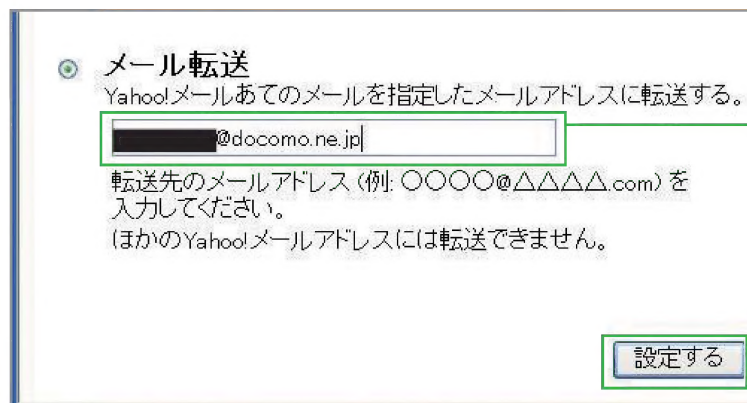 メール転送
Yahoo!メールあてのメールを指定したメールアドレスに転送する。
@docomo.ne.jp
転送先のメールアドレス(例: 〇〇〇〇@△△△△.com)を
入力してください。
ほかのYahoo!メールアドレスには転送できません。
設定する